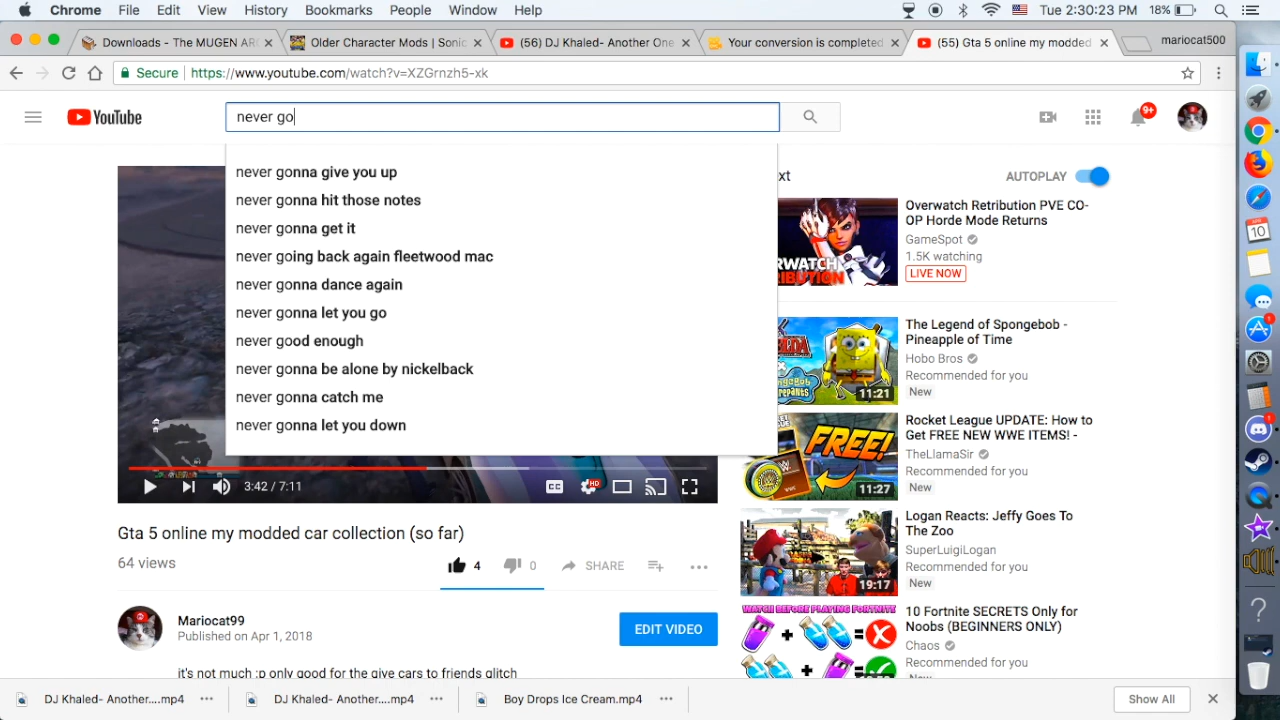 Chrome File Edit View History Bookmarks People Window Help Tue 2:30:23 PM 18%
Downloads - The MUGEN AR
Older Character Mods | Sonic
(56) DJ Khaled- Another One
Your conversion is completed
(55) Gta 5 online my modded
mariocat500
Secure https://www.youtube.com/watch?v=XZGrnzh5-xk
YouTube
never go
9+
never gonna give you up
never gonna hit those notes
never gonna get it
never going back again fleetwood mac
never gonna dance again
never gonna let you go
never good enough
never gonna be alone by nickelback
never gonna catch me
never gonna let you down
3:42 / 7:11
CC
HD
Gta 5 online my modded car collection (so far)
64 views
4
0
SHARE
Mariocat99
Published on Apr 1, 2018
EDIT VIDEO
it's not much ;p only good for the give cars to friends glitch
xt
AUTOPLAY
Overwatch Retribution PVE CO-
OP Horde Mode Returns
GameSpot
1.5K watching
LIVE NOW
The Legend of Spongebob -
Pineapple of Time
Hobo Bros
Recommended for you
New
11:21
Rocket League UPDATE: How to
Get FREE NEW WWE ITEMS! -
TheLlamaSir
Recommended for you
New
FREE!
11:27
Logan Reacts: Jeffy Goes To
The Zoo
SuperLuigiLogan
Recommended for you
New
19:17
10 Fortnite SECRETS Only for
Noobs (BEGINNERS ONLY)
Chaos
Recommended for you
WATCH BEFORE PLAYING FORTNITE
10
DJ Khaled- Another....mp4
DJ Khaled- Another....mp4
Boy Drops Ice Cream.mp4
Show All